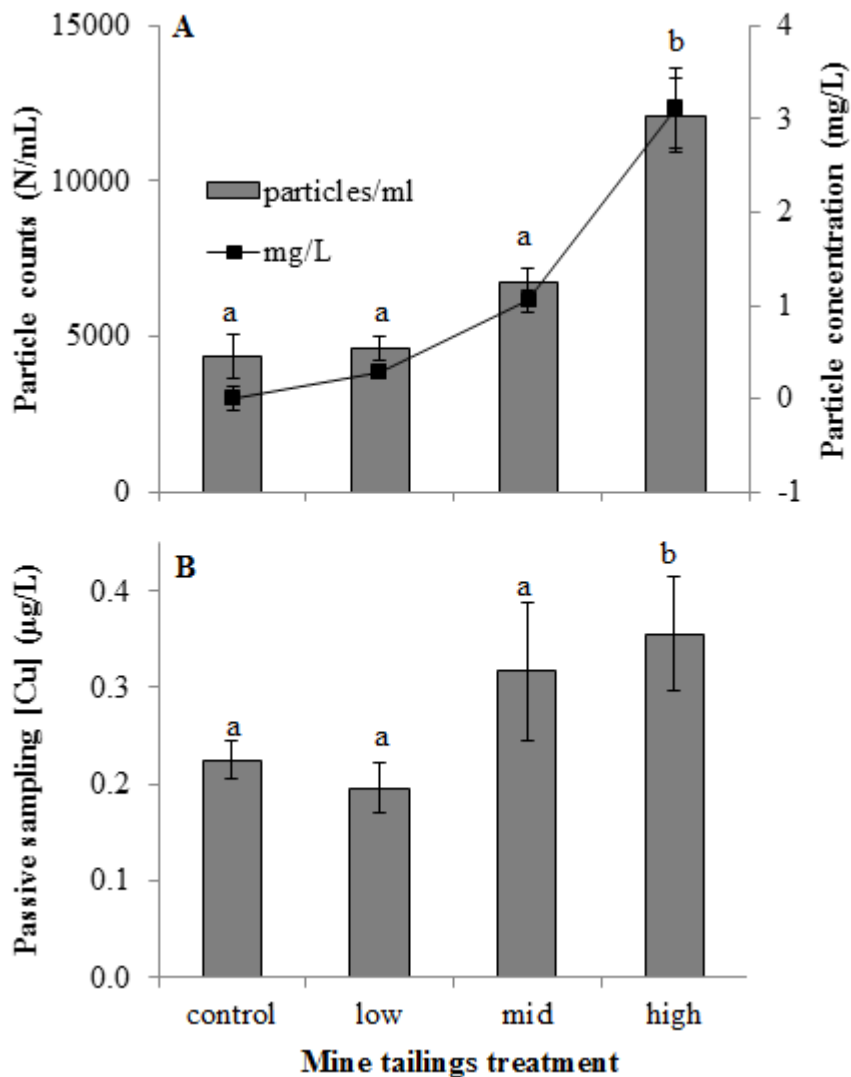 A
15000
10000
5000
0
Particle counts (N/mL)
particles/ml
mg/L
a
a
a
b
4
3
2
1
0
-1
Particle concentration (mg/L)
B
0.4
0.3
0.2
0.1
0.0
Passive sampling [Cu] (µg/L)
a
a
a
b
control low mid high
Mine tailings treatment